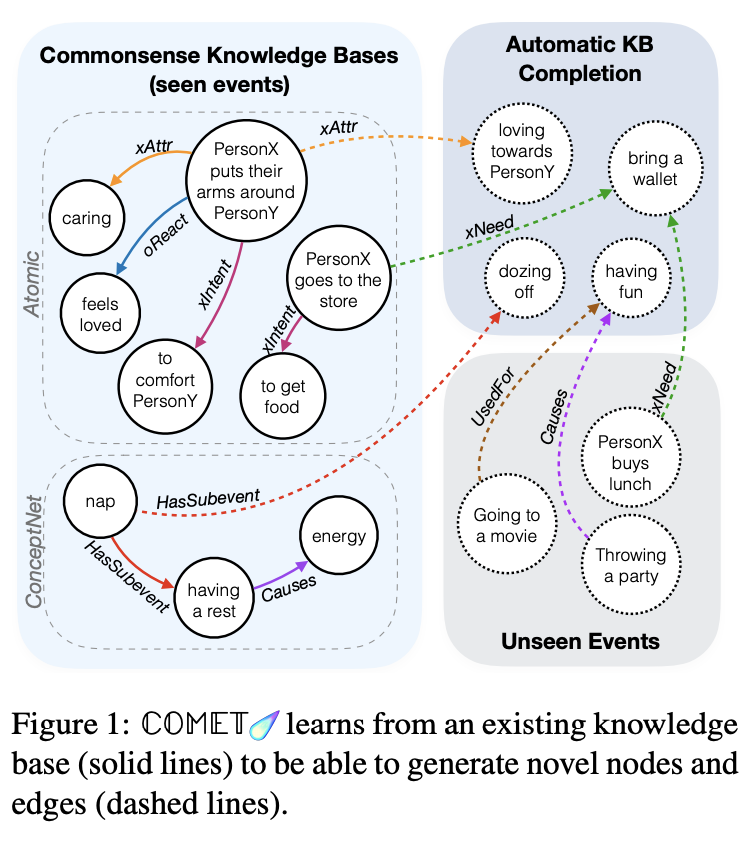 Commonsense Knowledge Bases
(seen events)
Automatic KB
Completion
Atomic
xAttr
PersonX
puts their
arms around
PersonY
xAttr
loving
towards
PersonY
bring a
wallet
caring
oReact
xIntent
PersonX
goes to the
store
xNeed
dozing
off
having
fun
feels
loved
xIntent
to
comfort
PersonY
to get
food
UsedFor
Causes
xNeed
PersonX
buys
lunch
ConceptNet
nap
HasSubevent
HasSubevent
energy
having
a rest
Causes
Going to
a movie
Throwing
a party
Unseen Events
Figure 1: ℂ𝕆𝕄𝔼𝕋 learns from an existing knowledge
base (solid lines) to be able to generate novel nodes and
edges (dashed lines).